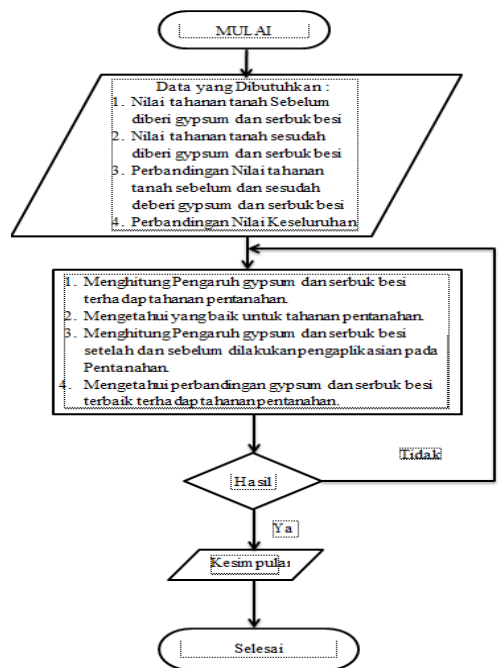 MULAI
Data yang Dibutuhkan :
1. Nilai tahanan tanah Sebelum
diberi gypsum dan serbuk besi
2. Nilai tahanan tanah sesudah
diberi gypsum dan serbuk besi
3. Perbandingan Nilai tahanan
tanah sebelum dan sesudah
deberi gypsum dan serbuk besi
4. Perbandingan Nilai Keseluruhan
1. Menghitung Pengaruh gypsum dan serbuk besi
terhadap tahanan pentanahan.
2. Mengetahui yang baik untuk tahanan pentanahan.
3. Menghitung Pengaruh gypsum dan serbuk besi
setelah dan sebelum dilakukan pengaplikasian pada
Pentanahan.
4. Mengetahui perbandingan gypsum dan serbuk besi
terbaik terhadap tahanan pentanahan.
Tidak
Hasil
Ya
Kesimpula
Selesai